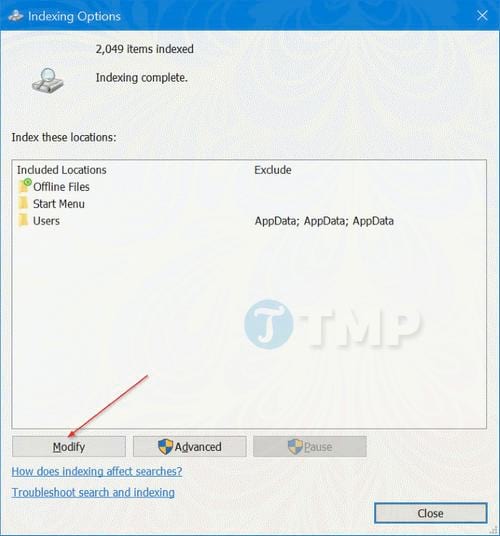 Indexing Options
2,049 items indexed
Indexing complete.
Index these locations:
Included Locations Exclude
Offline Files
Start Menu
Users AppData; AppData; AppData
T TMP
Modify Advanced Pause
How does indexing affect searches?
Troubleshoot search and indexing
Close